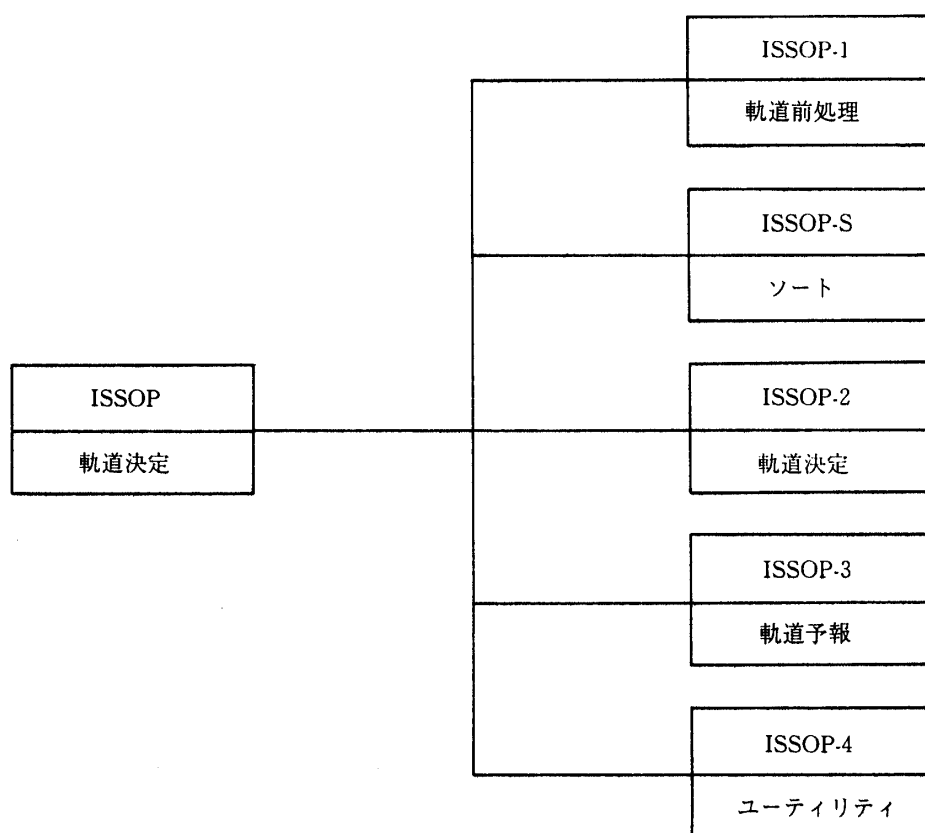 ISSOP-1
軌道前処理
ISSOP-S
ソート
ISSOP
軌道決定
ISSOP-2
軌道決定
ISSOP-3
軌道予報
ISSOP-4
ユーティリティ